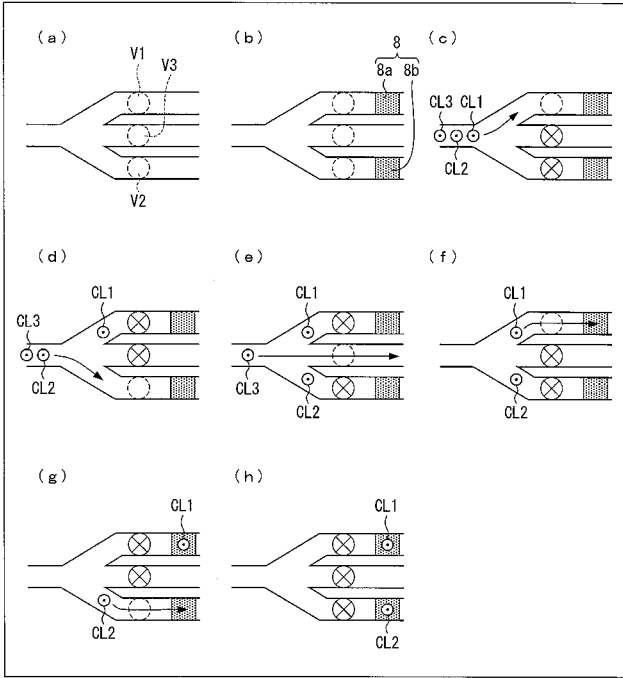 (a)
V1
V3
V2
(b)
8
8a 8b
(c)
CL3 CL1
CL2
(d)
CL1
CL3
CL2
(e)
CL1
CL3
CL2
(f)
CL1
CL2
(g)
CL1
CL2
(h)
CL1
CL2